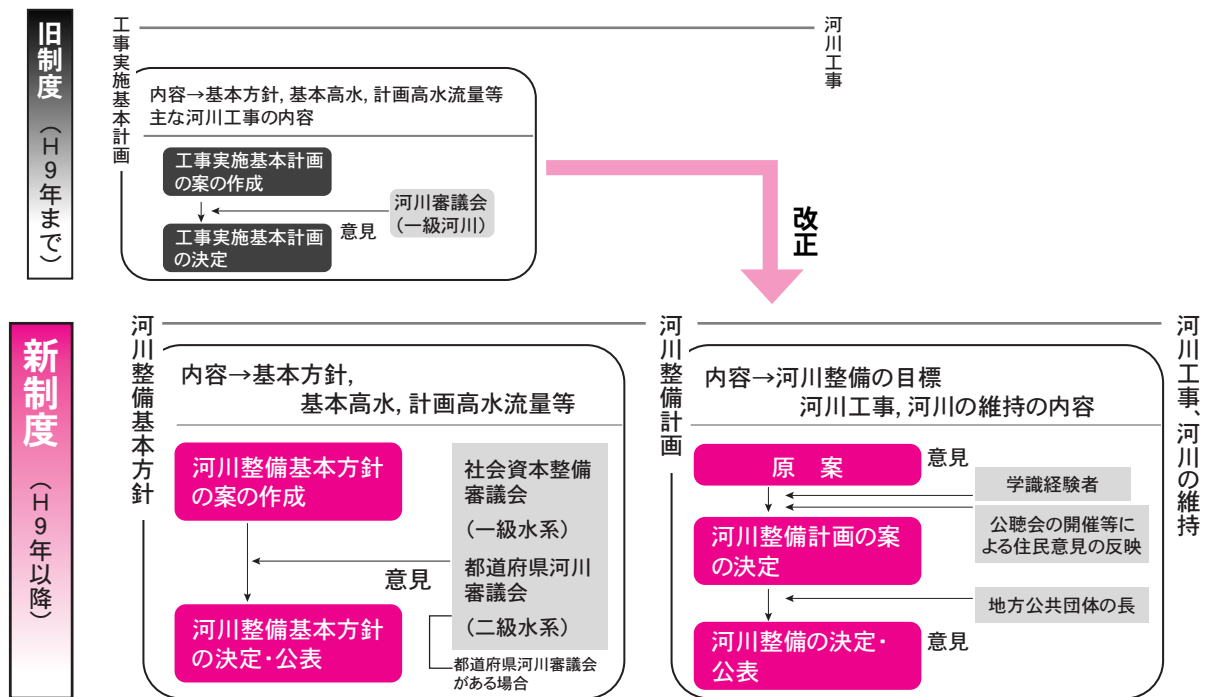 旧制度
（H9年まで）
工事実施基本計画
河川工事
内容→基本方針, 基本高水, 計画高水流量等
主な河川工事の内容
工事実施基本計画
の案の作成
河川審議会
（一級河川）
意見
工事実施基本計画
の決定
改正
新制度
（H9年以降）
河川整備基本方針
内容→基本方針,
基本高水, 計画高水流量等
河川整備基本方針
の案の作成
社会資本整備
審議会
（一級水系）
都道府県河川
審議会
（二級水系）
意見
河川整備基本方針
の決定・公表
都道府県河川審議会
がある場合
河川整備計画
内容→河川整備の目標
河川工事, 河川の維持の内容
原　案
意見
学識経験者
公聴会の開催等に
よる住民意見の反映
河川整備計画の案
の決定
地方公共団体の長
意見
河川整備の決定・
公表
河川工事、河川の維持